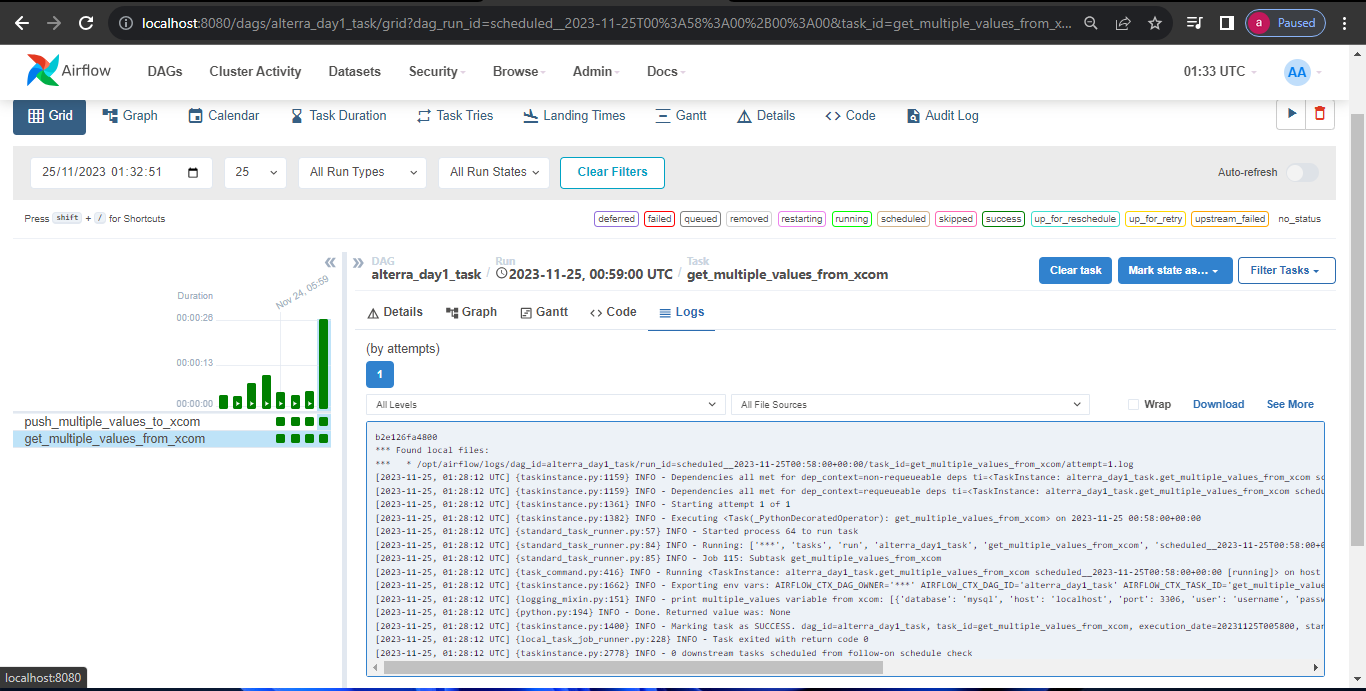 localhost:8080/dags/alterra_day1_task/grid?dag_run_id=scheduled__2023-11-25T00%3A58%3A00%2B00%3A00&task_id=get_multiple_values_from_x...
a Paused
Airflow DAGs Cluster Activity Datasets Security Browse Admin Docs 01:33 UTC AA
Grid Graph Calendar Task Duration Task Tries Landing Times Gantt Details <> Code Audit Log
25/11/2023 01:32:51 25 All Run Types All Run States Clear Filters Auto-refresh
Press shift + / for Shortcuts deferred failed queued removed restarting running scheduled skipped success up_for_reschedule up_for_retry upstream_failed no_status
DAG Run Task
alterra_day1_task / 2023-11-25, 00:59:00 UTC / get_multiple_values_from_xcom
Clear task Mark state as... Filter Tasks
Nov 24, 05:59
Duration
00:00:26
00:00:13
00:00:00
push_multiple_values_to_xcom
get_multiple_values_from_xcom
Details Graph Gantt <> Code Logs
(by attempts)
1
All Levels All File Sources Wrap Download See More
b2e126fa4800
*** Found local files:
***   * /opt/airflow/logs/dag_id=alterra_day1_task/run_id=scheduled__2023-11-25T00:58:00+00:00/task_id=get_multiple_values_from_xcom/attempt=1.log
[2023-11-25, 01:28:12 UTC] {taskinstance.py:1159} INFO - Dependencies all met for dep_context=non-requeueable deps ti=<TaskInstance: alterra_day1_task.get_multiple_values_from_xcom sc
[2023-11-25, 01:28:12 UTC] {taskinstance.py:1159} INFO - Dependencies all met for dep_context=requeueable deps ti=<TaskInstance: alterra_day1_task.get_multiple_values_from_xcom schedu
[2023-11-25, 01:28:12 UTC] {taskinstance.py:1361} INFO - Starting attempt 1 of 1
[2023-11-25, 01:28:12 UTC] {taskinstance.py:1382} INFO - Executing <Task(_PythonDecoratedOperator): get_multiple_values_from_xcom> on 2023-11-25 00:58:00+00:00
[2023-11-25, 01:28:12 UTC] {standard_task_runner.py:57} INFO - Started process 64 to run task
[2023-11-25, 01:28:12 UTC] {standard_task_runner.py:84} INFO - Running: ['***', 'tasks', 'run', 'alterra_day1_task', 'get_multiple_values_from_xcom', 'scheduled__2023-11-25T00:58:00+0
[2023-11-25, 01:28:12 UTC] {standard_task_runner.py:85} INFO - Job 115: Subtask get_multiple_values_from_xcom
[2023-11-25, 01:28:12 UTC] {task_command.py:416} INFO - Running <TaskInstance: alterra_day1_task.get_multiple_values_from_xcom scheduled__2023-11-25T00:58:00+00:00 [running]> on host
[2023-11-25, 01:28:12 UTC] {taskinstance.py:1662} INFO - Exporting env vars: AIRFLOW_CTX_DAG_OWNER='***' AIRFLOW_CTX_DAG_ID='alterra_day1_task' AIRFLOW_CTX_TASK_ID='get_multiple_value
[2023-11-25, 01:28:12 UTC] {logging_mixin.py:151} INFO - print multiple_values variable from xcom: [{'database': 'mysql', 'host': 'localhost', 'port': 3306, 'user': 'username', 'passw
[2023-11-25, 01:28:12 UTC] {python.py:194} INFO - Done. Returned value was: None
[2023-11-25, 01:28:12 UTC] {taskinstance.py:1400} INFO - Marking task as SUCCESS. dag_id=alterra_day1_task, task_id=get_multiple_values_from_xcom, execution_date=20231125T005800, star
[2023-11-25, 01:28:12 UTC] {local_task_job_runner.py:228} INFO - Task exited with return code 0
[2023-11-25, 01:28:12 UTC] {taskinstance.py:2778} INFO - 0 downstream tasks scheduled from follow-on schedule check
localhost:8080